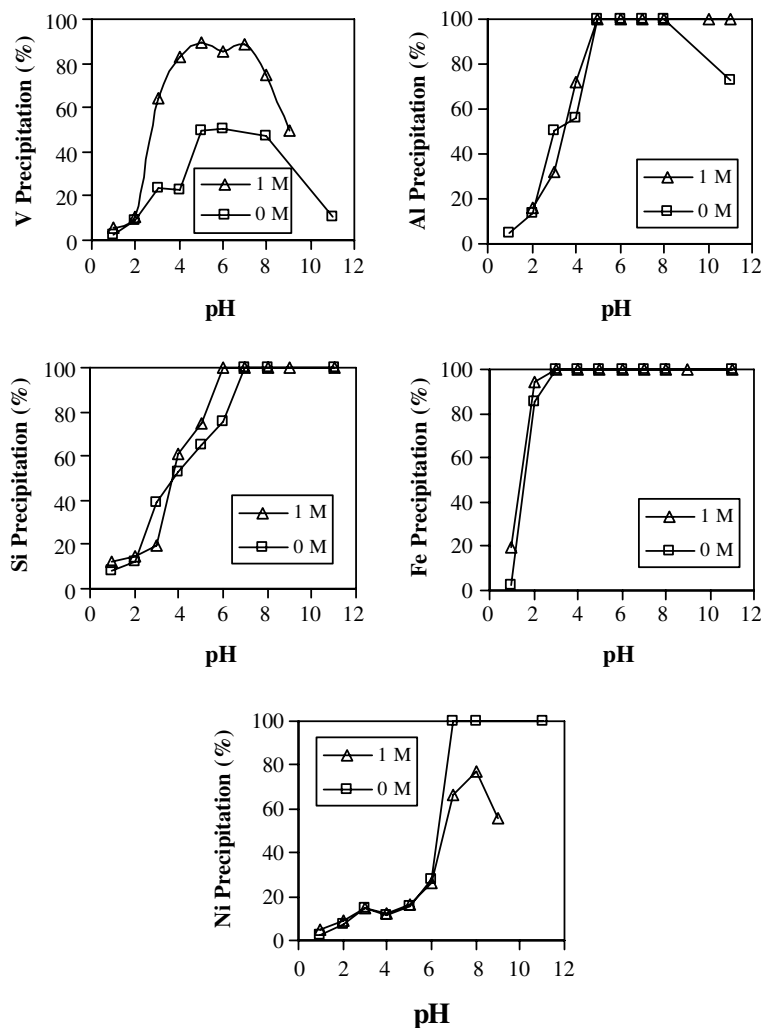 V Precipitation (%)
100
80
60
40
20
0
1 M
0 M
0 2 4 6 8 10 12
pH
Al Precipitation (%)
100
80
60
40
20
0
1 M
0 M
0 2 4 6 8 10 12
pH
Si Precipitation (%)
100
80
60
40
20
0
1 M
0 M
0 2 4 6 8 10 12
pH
Fe Precipitation (%)
100
80
60
40
20
0
1 M
0 M
0 2 4 6 8 10 12
pH
Ni Precipitation (%)
100
80
60
40
20
0
1 M
0 M
0 2 4 6 8 10 12
pH